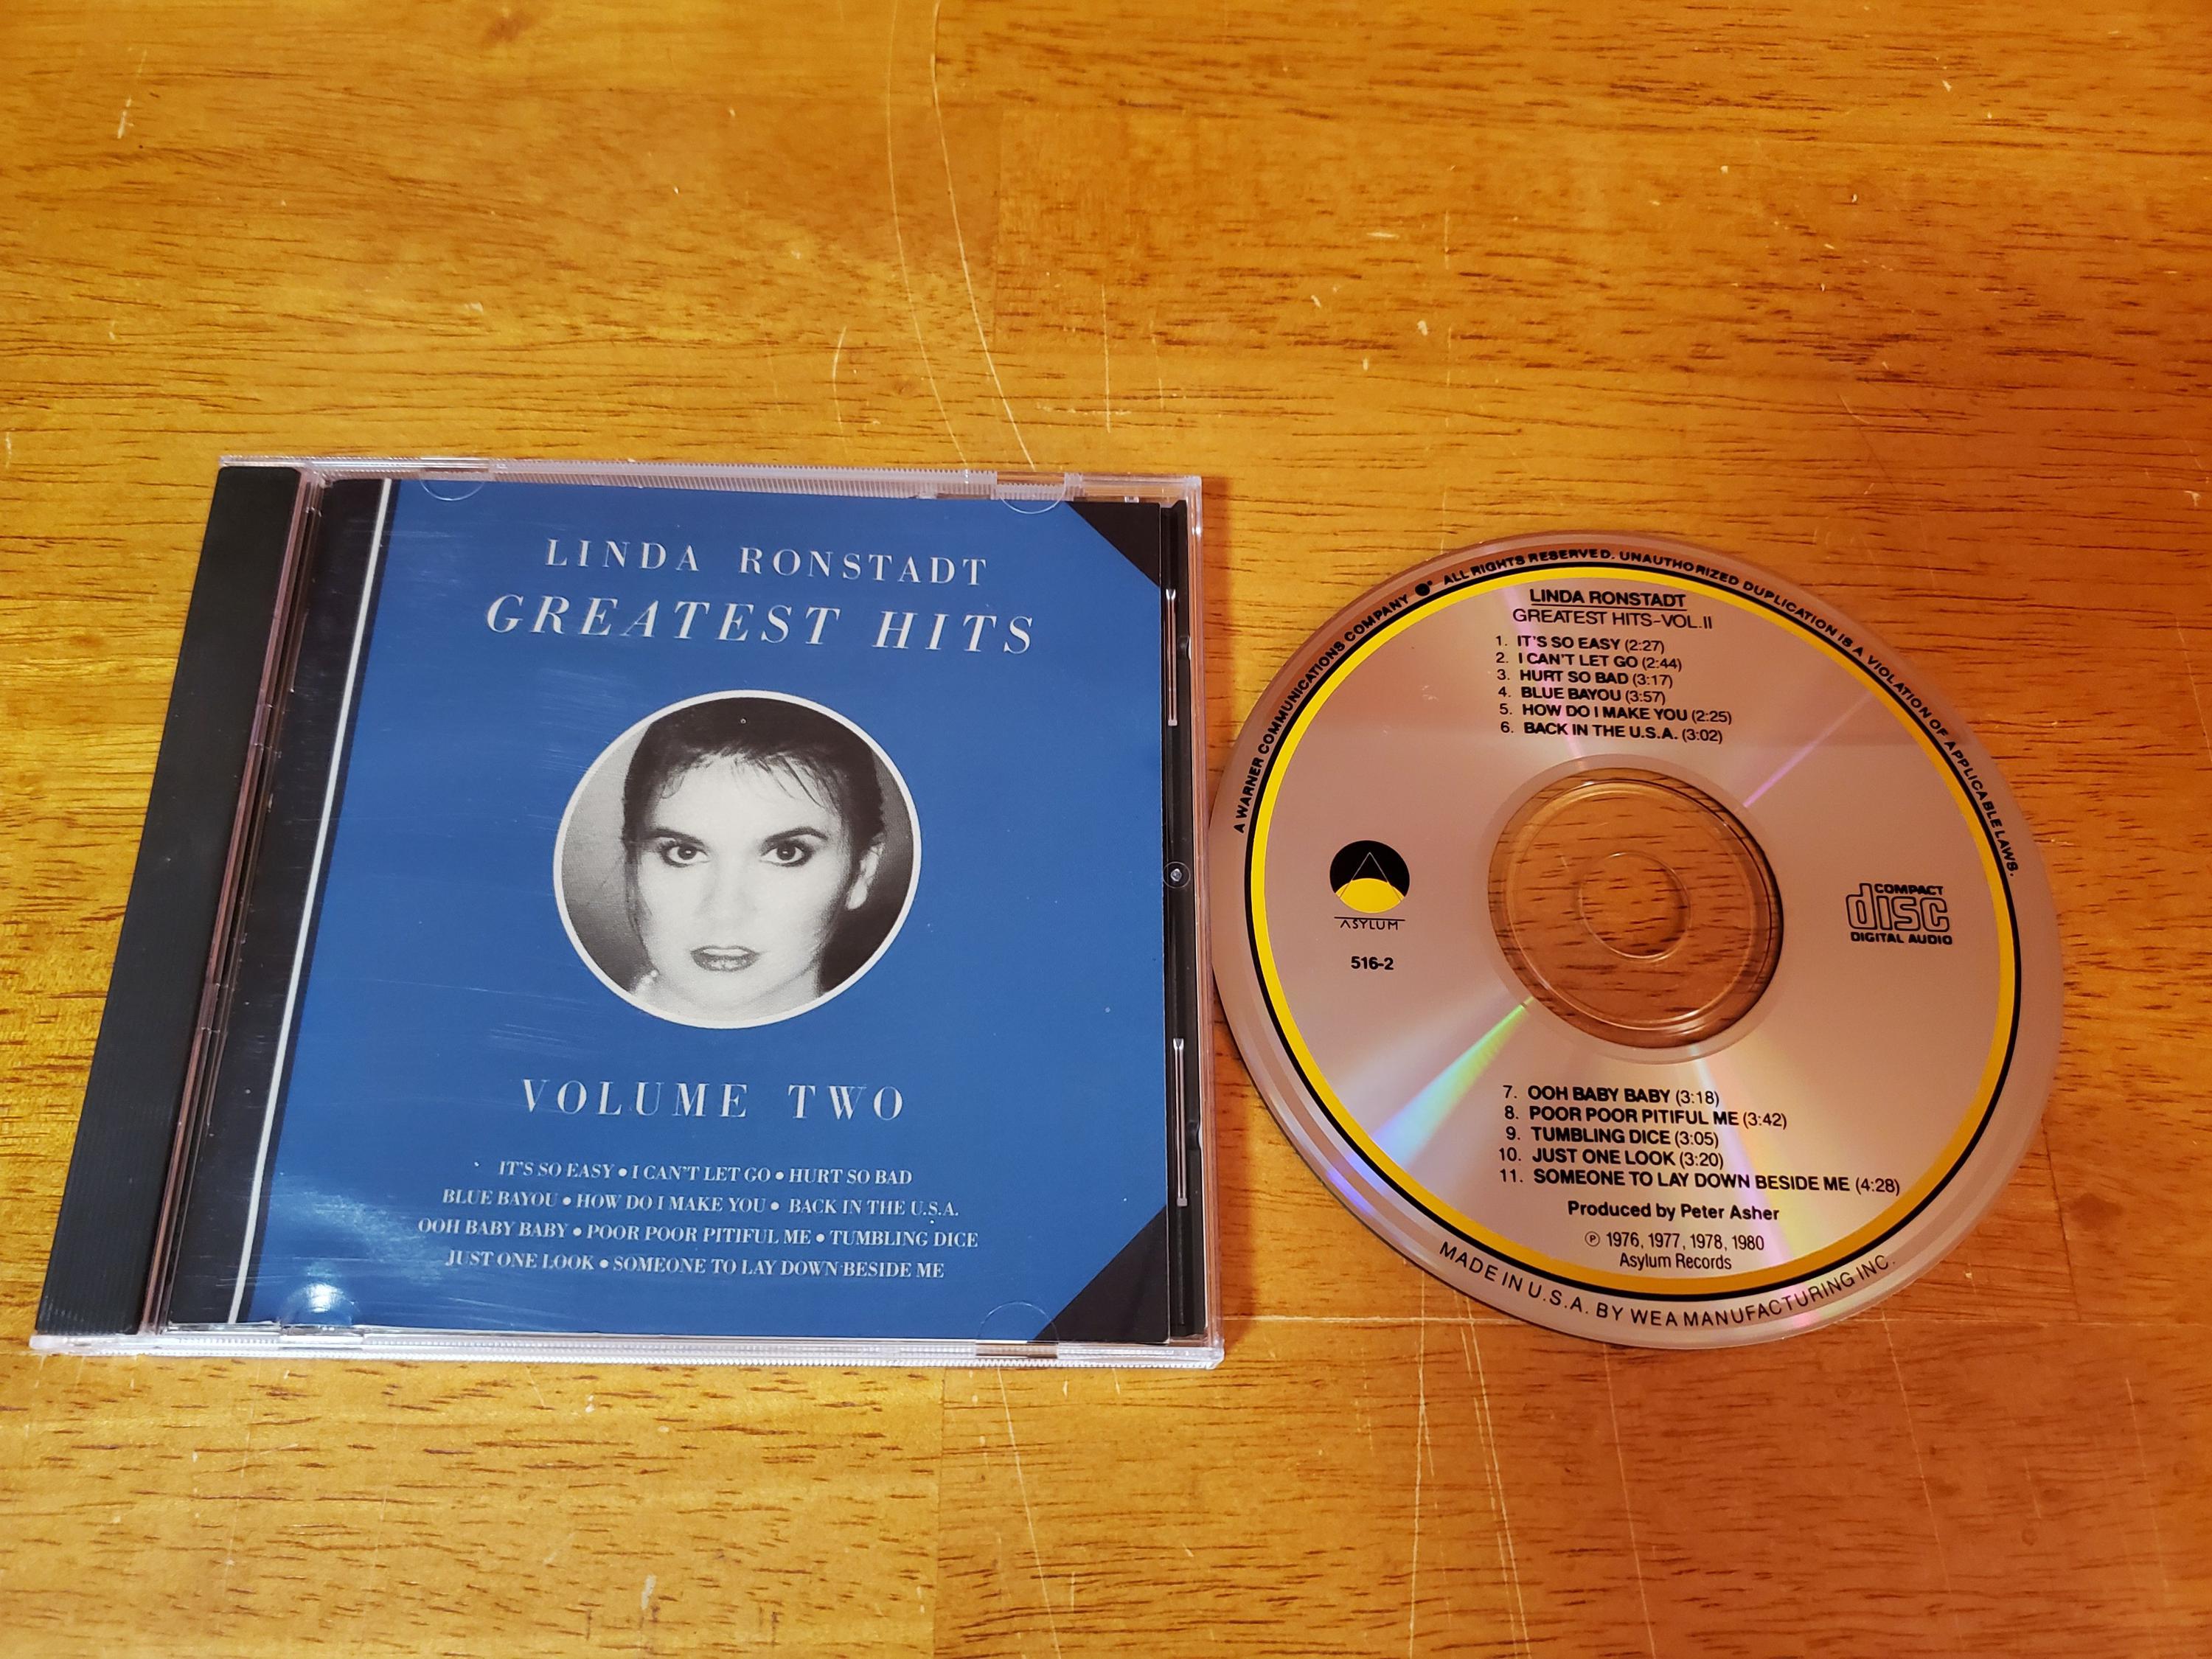 LINDA RONSTADT
GREATEST HITS
VOLUME TWO
IT'S SO EASY • I CAN'T LET GO • HURT SO BAD
BLUE BAYOU • HOW DO I MAKE YOU • BACK IN THE U.S.A.
OOH BABY BABY • POOR POOR PITIFUL ME • TUMBLING DICE
JUST ONE LOOK • SOMEONE TO LAY DOWN BESIDE ME
A WARNER COMMUNICATIONS COMPANY ALL RIGHTS RESERVED. UNAUTHORIZED DUPLICATION IS A VIOLATION OF APPLICABLE LAWS.
LINDA RONSTADT
GREATEST HITS-VOL.II
1. IT'S SO EASY (2:27)
2. I CAN'T LET GO (2:44)
3. HURT SO BAD (3:17)
4. BLUE BAYOU (3:57)
5. HOW DO I MAKE YOU (2:25)
6. BACK IN THE U.S.A. (3:02)
ASYLUM
516-2
COMPACT
disc
DIGITAL AUDIO
7. OOH BABY BABY (3:18)
8. POOR POOR PITIFUL ME (3:42)
9. TUMBLING DICE (3:05)
10. JUST ONE LOOK (3:20)
11. SOMEONE TO LAY DOWN BESIDE ME (4:28)
Produced by Peter Asher
℗ 1976, 1977, 1978, 1980
Asylum Records
MADE IN U.S.A. BY WEA MANUFACTURING INC.